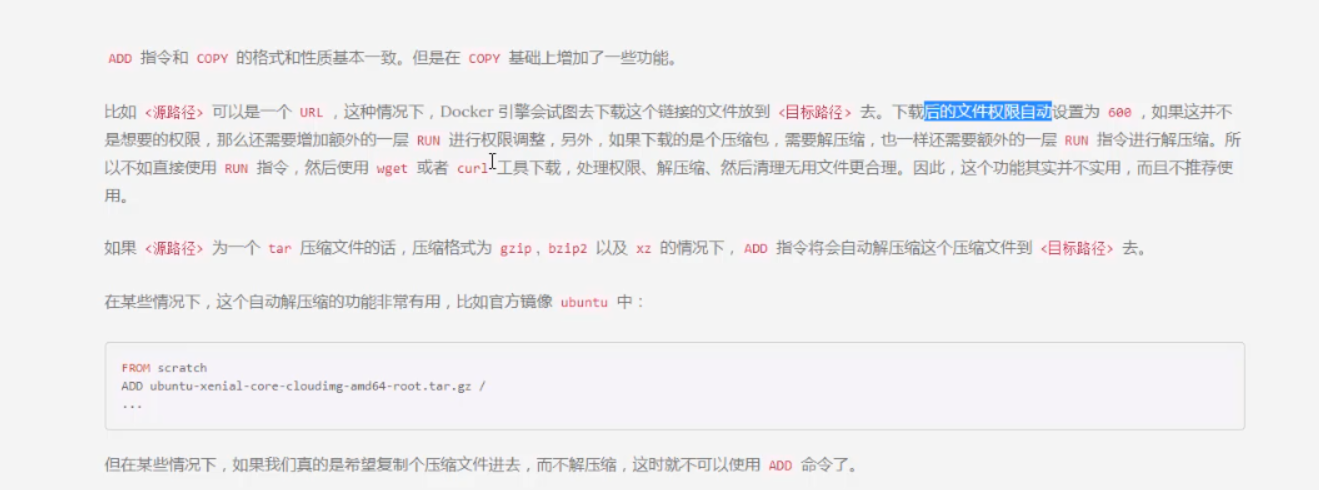 ADD 指令和 COPY 的格式和性质基本一致。但是在 COPY 基础上增加了一些功能。
比如 <源路径> 可以是一个 URL ，这种情况下，Docker 引擎会试图去下载这个链接的文件放到 <目标路径> 去。下载后的文件权限自动设置为 600 ，如果这并不
是想要的权限，那么还需要增加额外的一层 RUN 进行权限调整，另外，如果下载的是个压缩包，需要解压缩，也一样还需要额外的一层 RUN 指令进行解压缩。所
以不如直接使用 RUN 指令，然后使用 wget 或者 curl 工具下载，处理权限、解压缩、然后清理无用文件更合理。因此，这个功能其实并不实用，而且不推荐使
用。
如果 <源路径> 为一个 tar 压缩文件的话，压缩格式为 gzip , bzip2 以及 xz 的情况下， ADD 指令将会自动解压缩这个压缩文件到 <目标路径> 去。
在某些情况下，这个自动解压缩的功能非常有用，比如官方镜像 ubuntu 中：
FROM scratch
ADD ubuntu-xenial-core-cloudimg-amd64-root.tar.gz /
...
但在某些情况下，如果我们真的是希望复制个压缩文件进去，而不解压缩，这时就不可以使用 ADD 命令了。